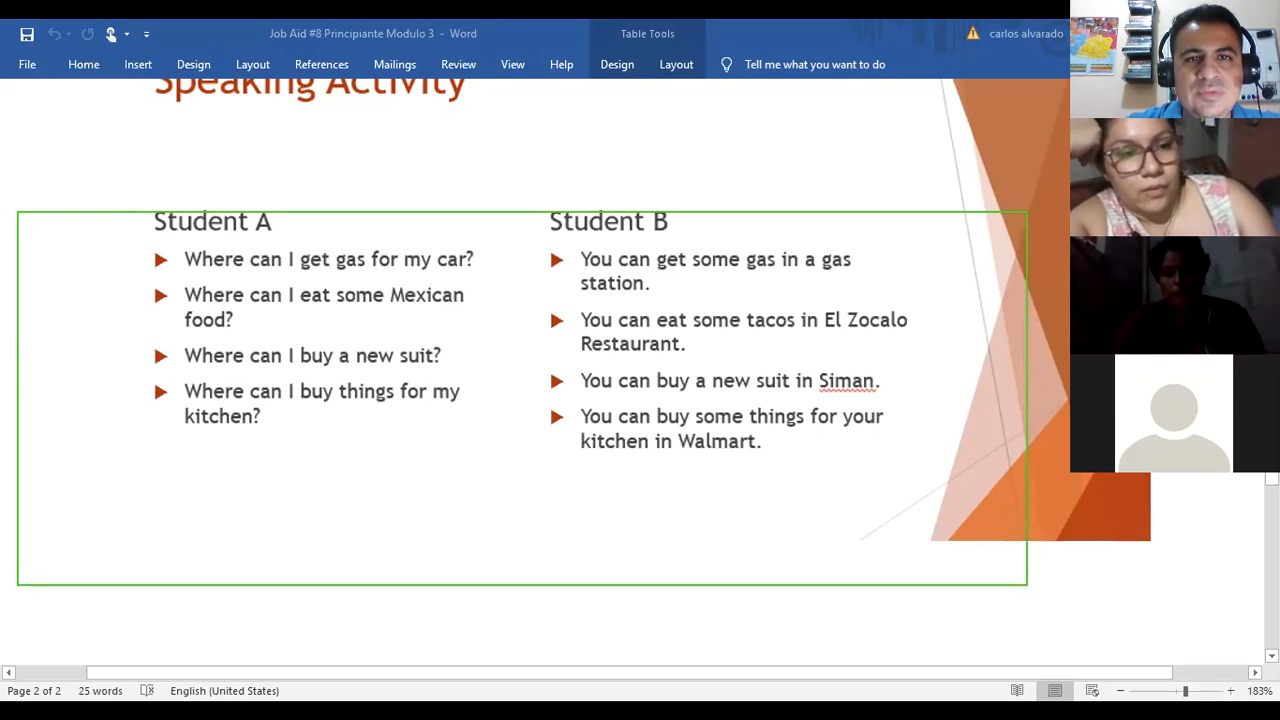 Job Aid #8 Principiante Modulo 3 - Word
Table Tools
carlos alvarado
File Home Insert Design Layout References Mailings Review View Help Design Layout Tell me what you want to do
Speaking Activity
Student A
Where can I get gas for my car?
Where can I eat some Mexican
food?
Where can I buy a new suit?
Where can I buy things for my
kitchen?
Student B
You can get some gas in a gas
station.
You can eat some tacos in El Zocalo
Restaurant.
You can buy a new suit in Siman.
You can buy some things for your
kitchen in Walmart.
Page 2 of 2 25 words English (United States) 183%